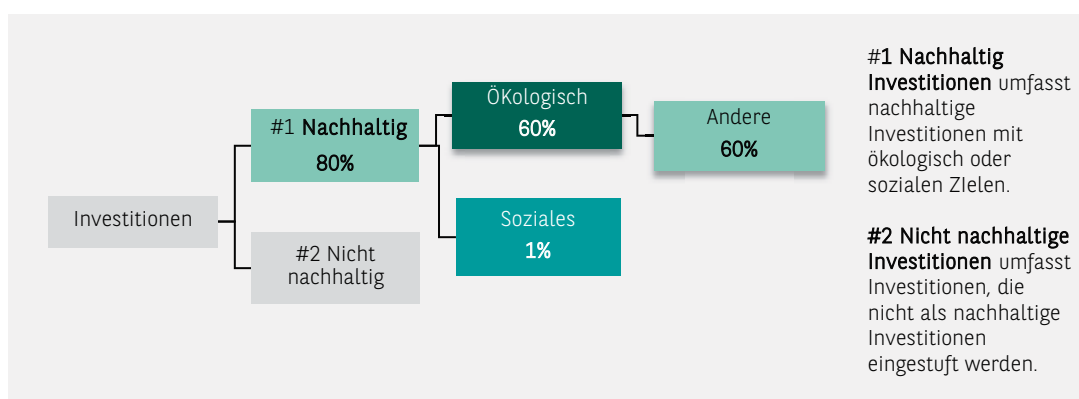 Investitionen
#1 Nachhaltig
80%
#2 Nicht
nachhaltig
ÖKologisch
60%
Soziales
1%
Andere
60%
#1 Nachhaltig
Investitionen umfasst
nachhaltige
Investitionen mit
ökologisch oder
sozialen ZIelen.
#2 Nicht nachhaltige
Investitionen umfasst
Investitionen, die
nicht als nachhaltige
Investitionen
eingestuft werden.